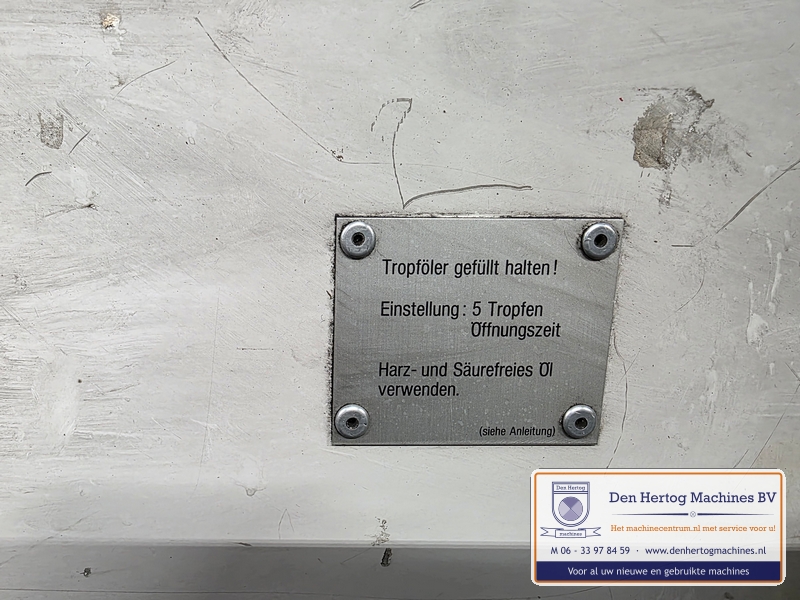 Tropföler gefüllt halten!
Einstellung: 5 Tropfen
Öffnungszeit
Harz- und Säurefreies Öl
verwenden.
(siehe Anleitung)
Den Hertog
machines
Den Hertog Machines BV
Het machinecentrum.nl met service voor u!
M 06 - 33 97 84 59 · www.denhertogmachines.nl
Voor al uw nieuwe en gebruikte machines